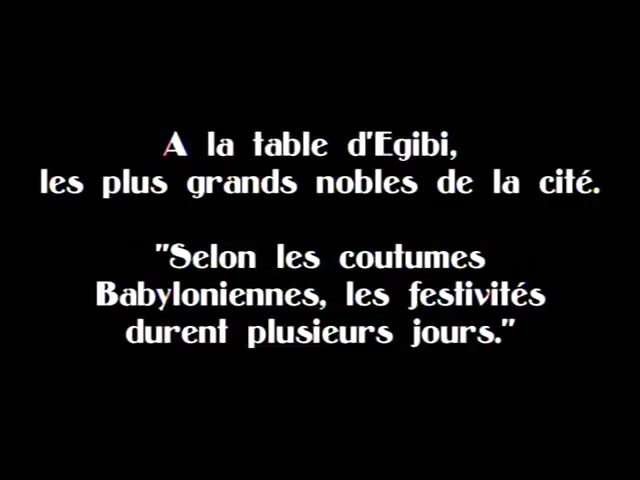 A la table d'Egibi,
les plus grands nobles de la cité.
"Selon les coutumes
Babyloniennes, les festivités
durent plusieurs jours."